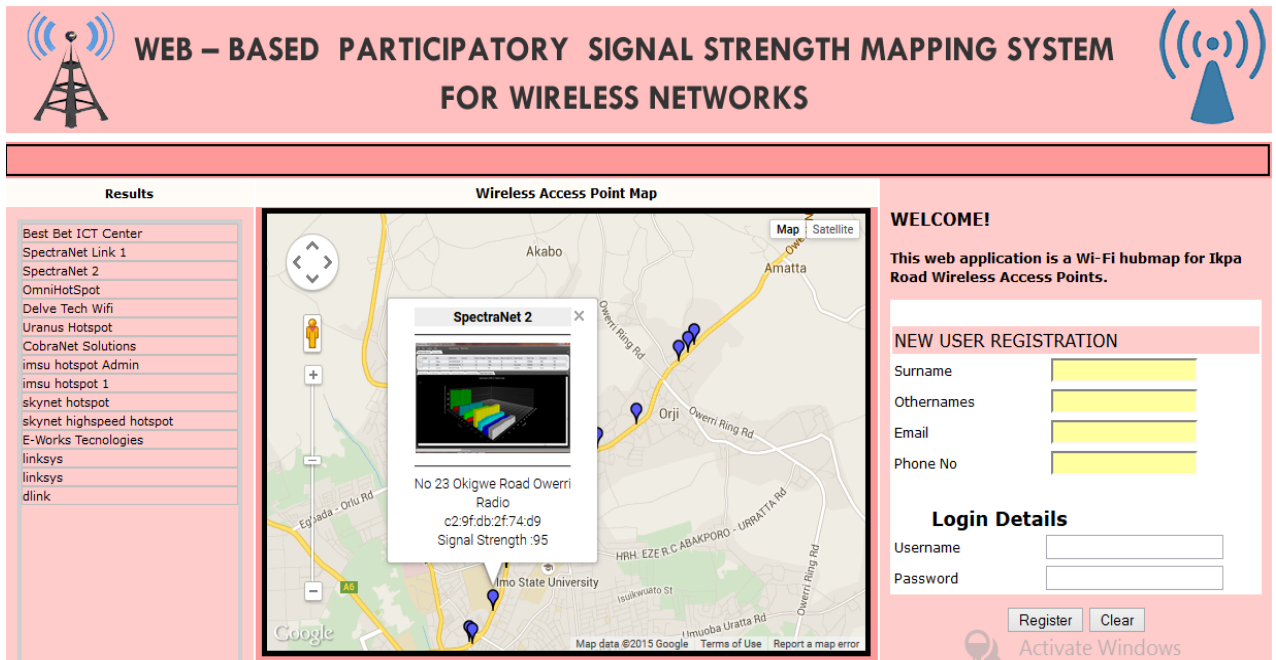 WEB – BASED PARTICIPATORY SIGNAL STRENGTH MAPPING SYSTEM
FOR WIRELESS NETWORKS
Results
Best Bet ICT Center
SpectraNet Link 1
SpectraNet 2
OmniHotSpot
Delve Tech Wifi
Uranus Hotspot
CobraNet Solutions
imsu hotspot Admin
imsu hotspot 1
skynet hotspot
skynet highspeed hotspot
E-Works Tecnologies
linksys
linksys
dlink
Wireless Access Point Map
Map Satellite
Akabo
Amatta
Owerri Ring Rd
Orji
Owerri Ring Rd
SpectraNet 2
No 23 Okigwe Road Owerri
Radio
c2:9f:db:2f:74:d9
Signal Strength :95
Egbada - Orlu Rd
HRH. EZE R.C ABAKPORO - URRATTA RD
Owerri Ring Rd
A6
Imo State University
Isuikwuato St
Umuoba Uratta Rd
Google
Map data ©2015 Google Terms of Use Report a map error
WELCOME!
This web application is a Wi-Fi hubmap for Ikpa
Road Wireless Access Points.
NEW USER REGISTRATION
Surname
Othernames
Email
Phone No
Login Details
Username
Password
Register Clear
Activate Windows